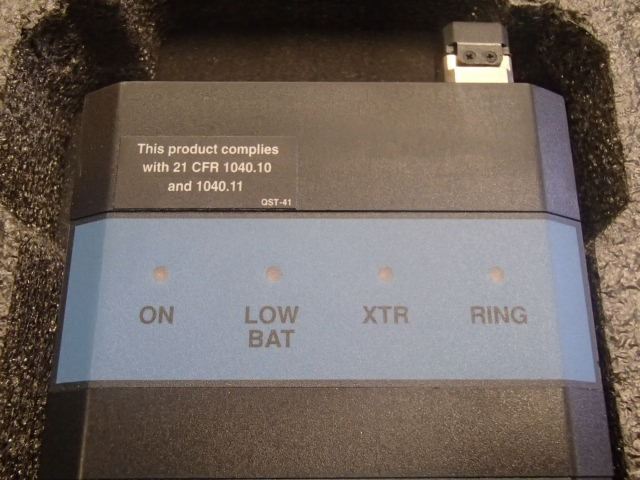 This product complies
with 21 CFR 1040.10
and 1040.11
QST-41
ON
LOW
BAT
XTR
RING